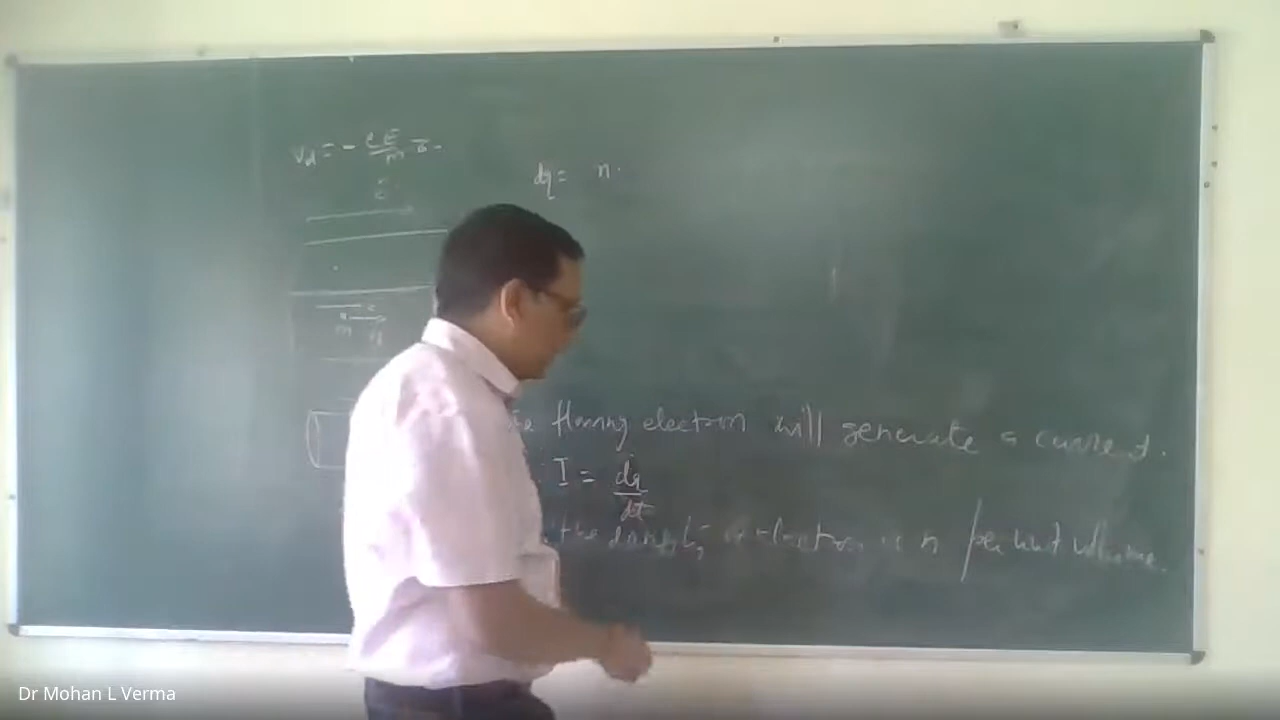 v_d = - eE/m τ.
dq = n.
the flowing electron will generate a current.
: I = dq/dt
the density of electron is n per unit volume.
Dr Mohan L Verma